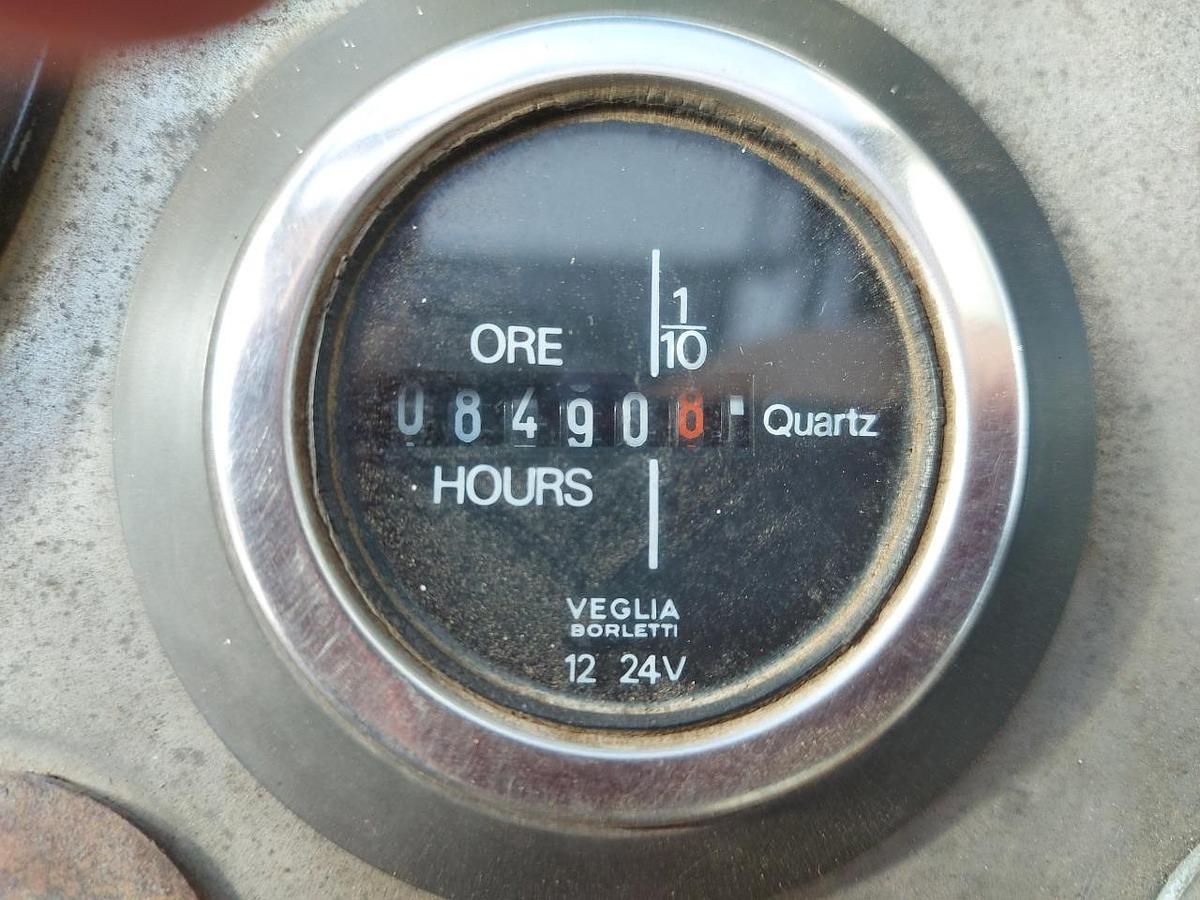 1
ORE 10
084908 Quartz
HOURS
VEGLIA
BORLETTI
12 24V